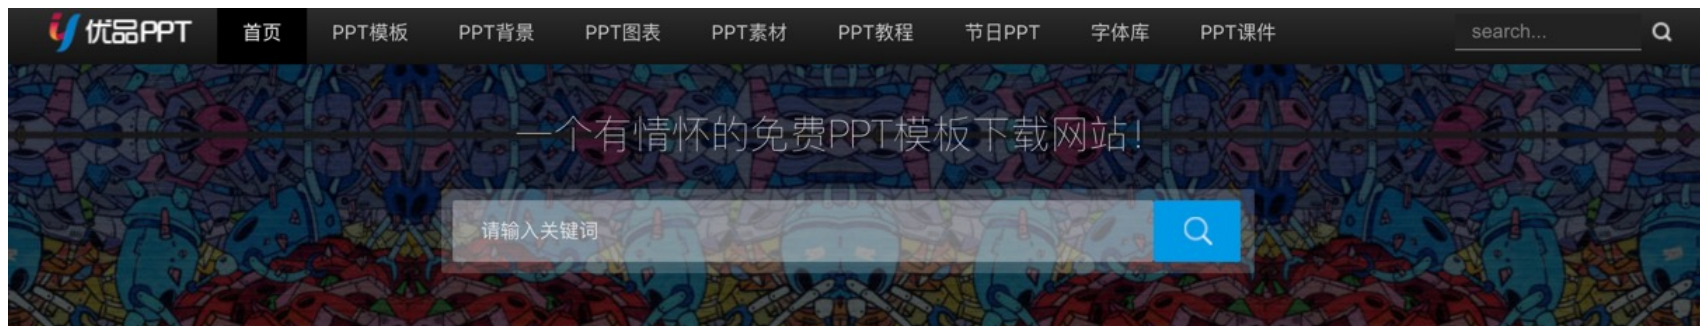 优品PPT 首页 PPT模板 PPT背景 PPT图表 PPT素材 PPT教程 节日PPT 字体库 PPT课件 search...
一个有情怀的免费PPT模板下载网站！
请输入关键词